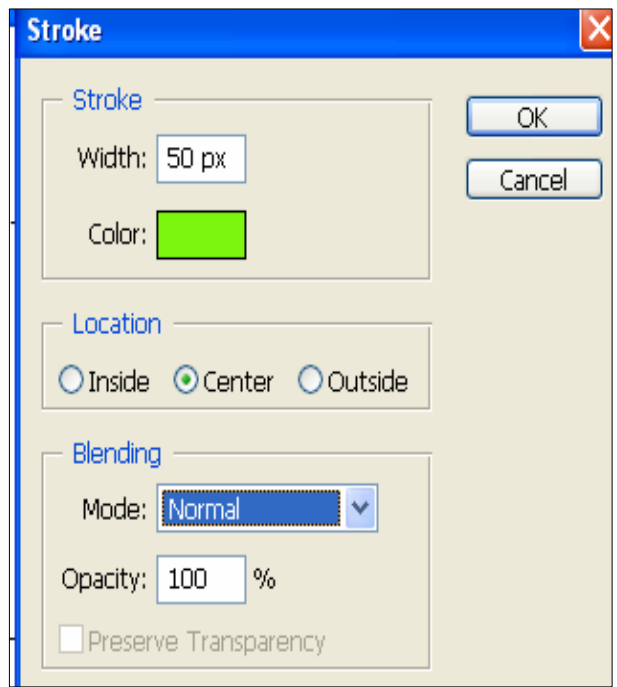 Stroke
Stroke
OK
Width: 50 px
Cancel
Color:
Location
Inside Center Outside
Blending
Mode: Normal
Opacity: 100 %
Preserve Transparency